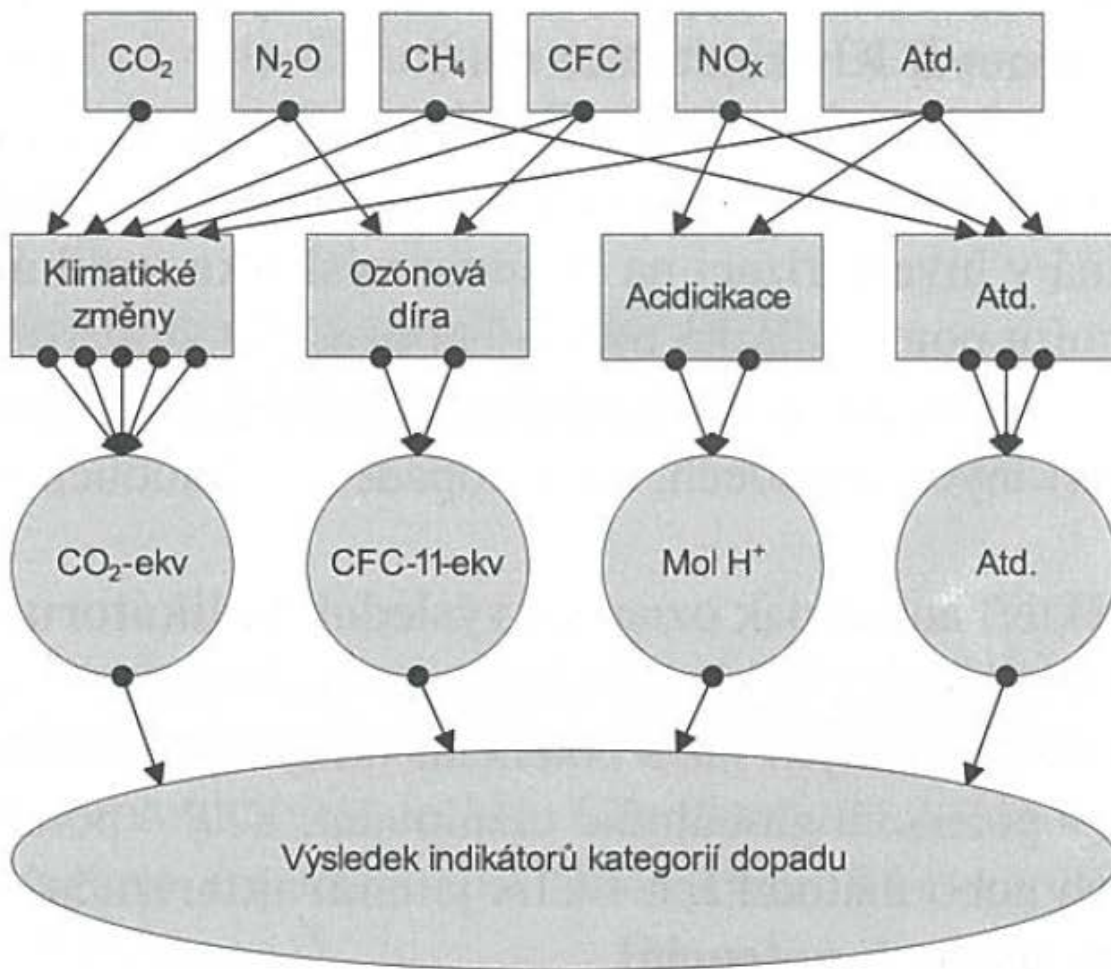 CO₂ N₂O CH₄ CFC NOₓ Atd.
Klimatické
změny
Ozónová
díra
Acidicikace
Atd.
CO₂-ekv CFC-11-ekv Mol H⁺ Atd.
Výsledek indikátorů kategorií dopadu